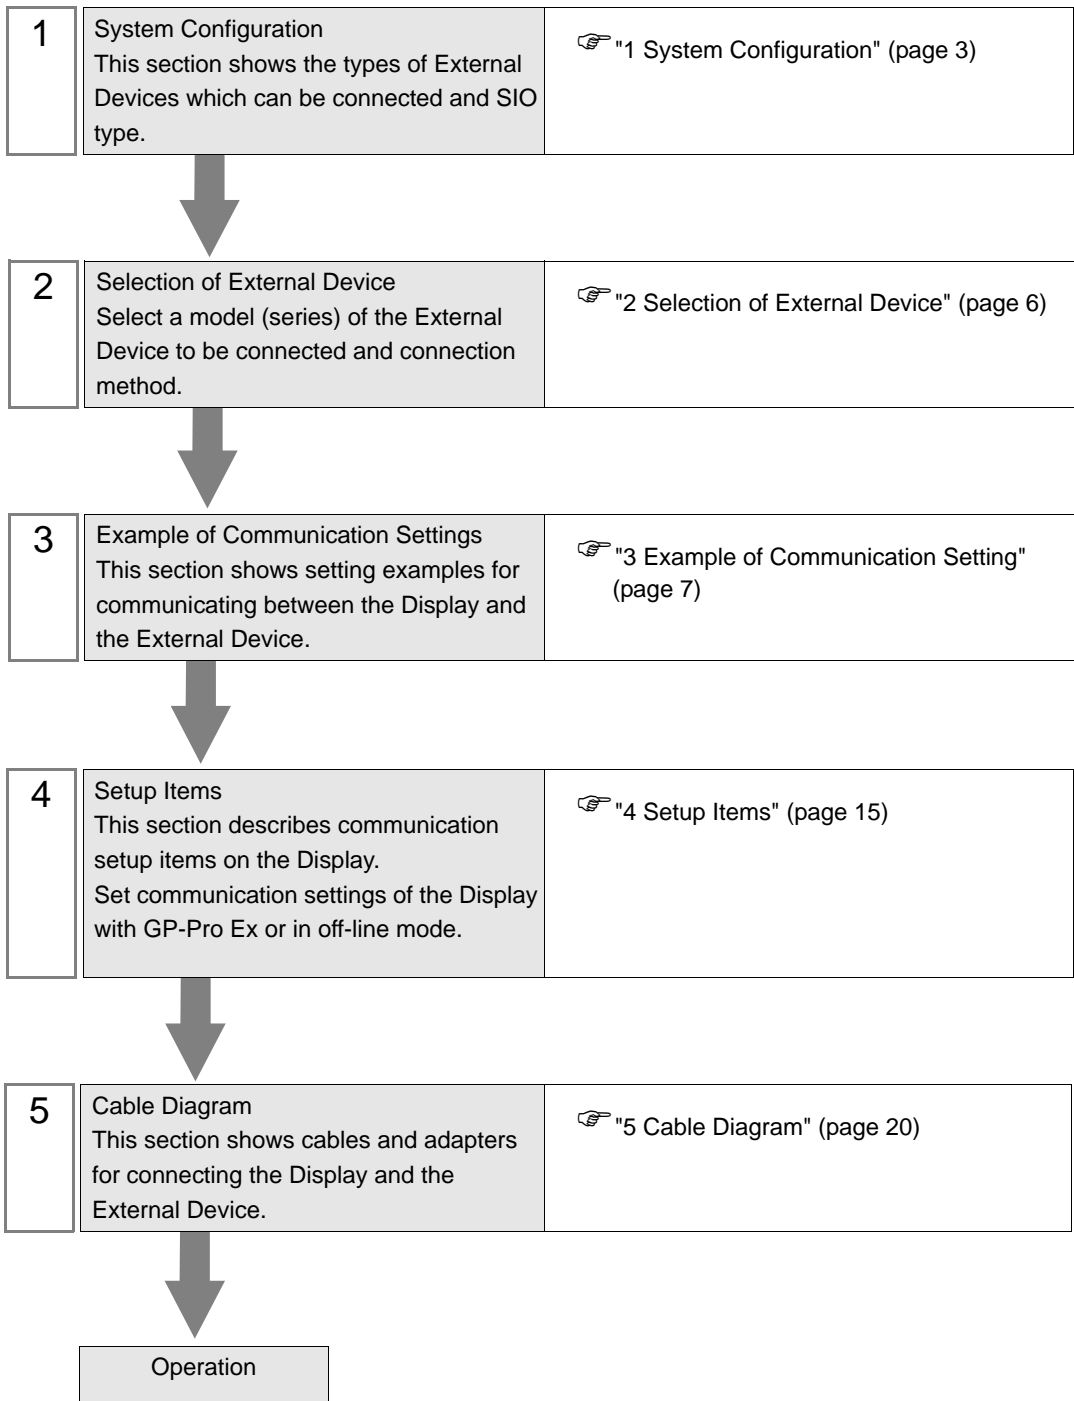 1
System Configuration
This section shows the types of External
Devices which can be connected and SIO
type.
"1 System Configuration" (page 3)
2
Selection of External Device
Select a model (series) of the External
Device to be connected and connection
method.
"2 Selection of External Device" (page 6)
3
Example of Communication Settings
This section shows setting examples for
communicating between the Display and
the External Device.
"3 Example of Communication Setting"
(page 7)
4
Setup Items
This section describes communication
setup items on the Display.
Set communication settings of the Display
with GP-Pro Ex or in off-line mode.
"4 Setup Items" (page 15)
5
Cable Diagram
This section shows cables and adapters
for connecting the Display and the
External Device.
"5 Cable Diagram" (page 20)
Operation